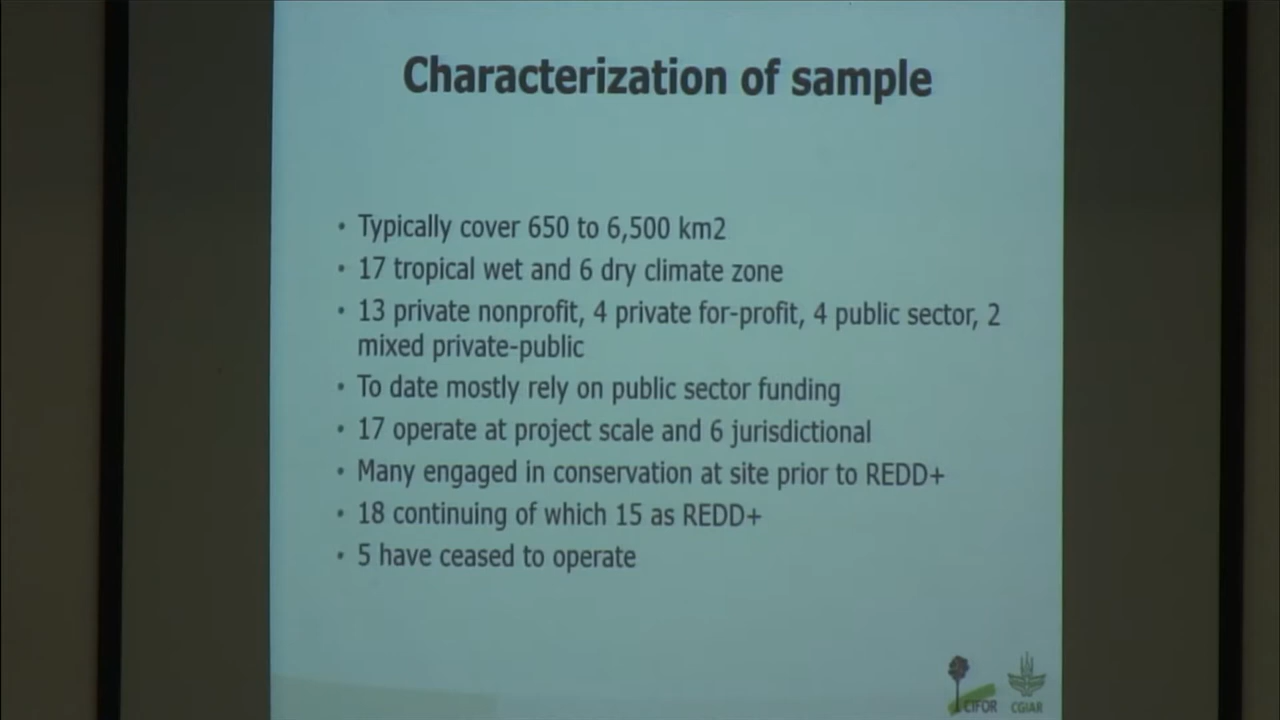 Characterization of sample
• Typically cover 650 to 6,500 km2
• 17 tropical wet and 6 dry climate zone
• 13 private nonprofit, 4 private for-profit, 4 public sector, 2
mixed private-public
• To date mostly rely on public sector funding
• 17 operate at project scale and 6 jurisdictional
• Many engaged in conservation at site prior to REDD+
• 18 continuing of which 15 as REDD+
• 5 have ceased to operate
CIFOR CGIAR